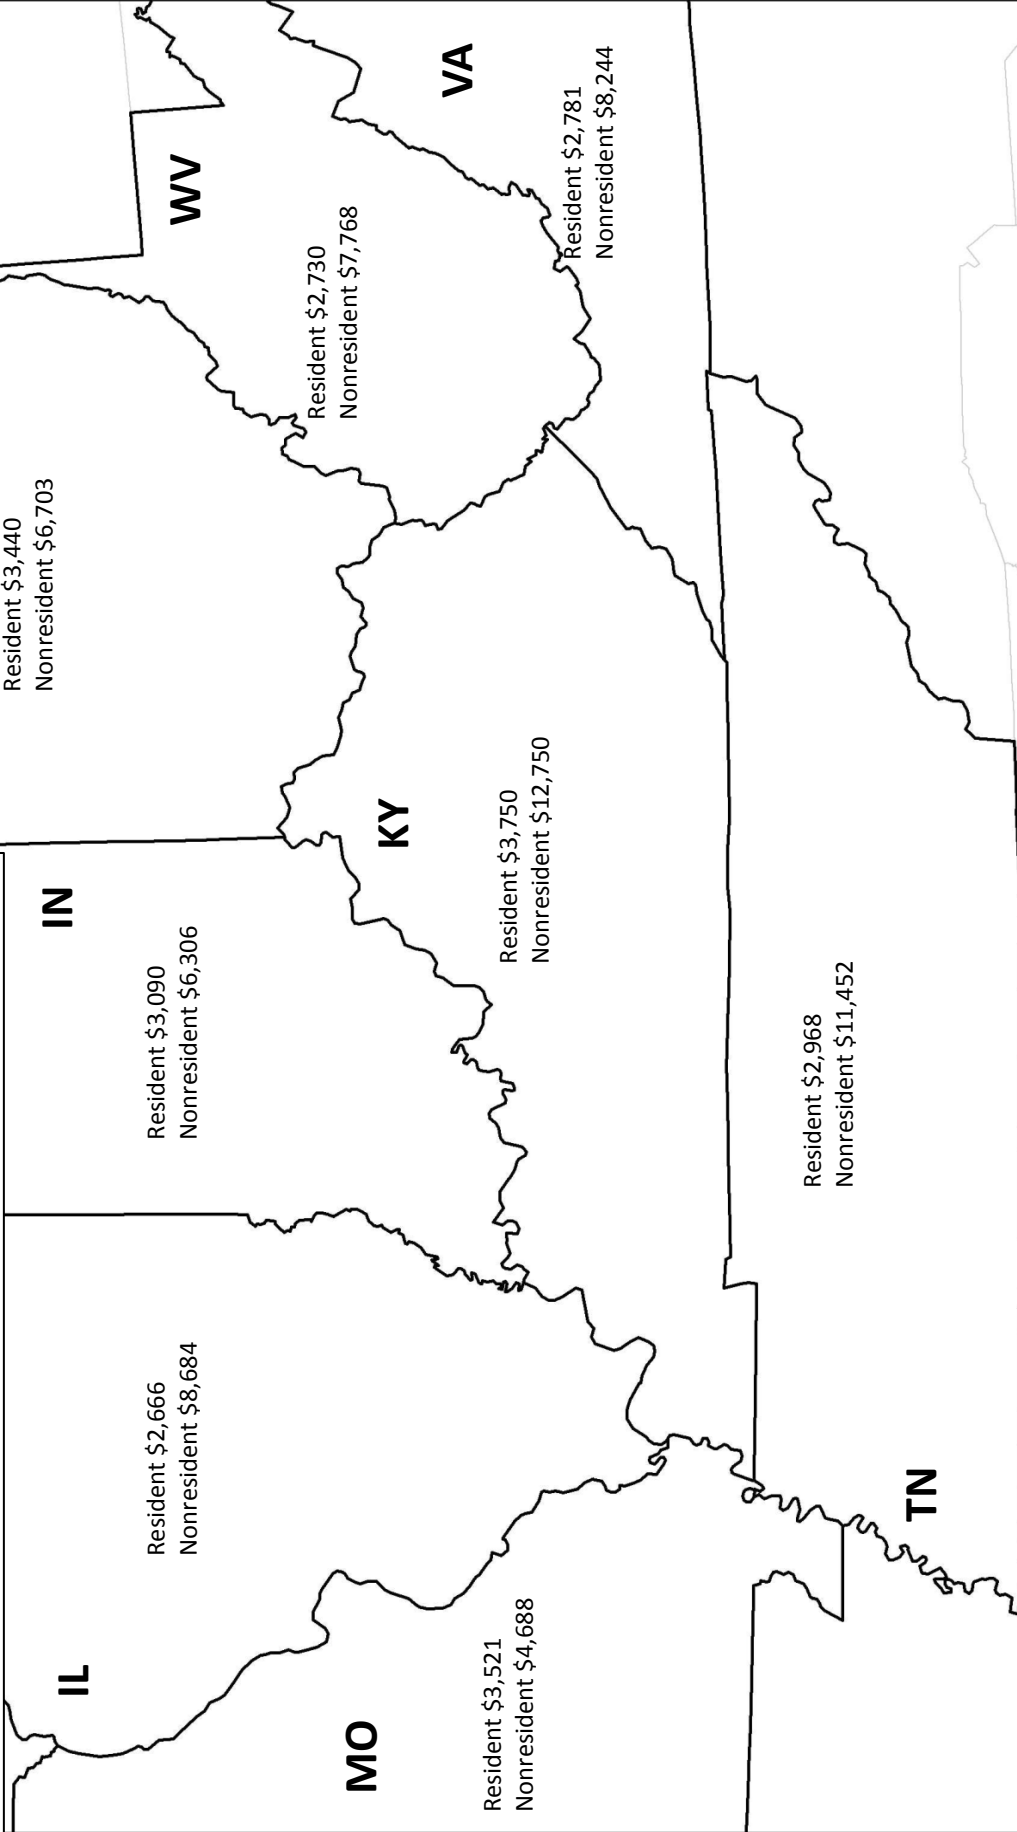 IL
Resident $2,666
Nonresident $8,684
IN
Resident $3,090
Nonresident $6,306
Resident $3,440
Nonresident $6,703
WV
Resident $2,730
Nonresident $7,768
VA
Resident $2,781
Nonresident $8,244
MO
Resident $3,521
Nonresident $4,688
KY
Resident $3,750
Nonresident $12,750
TN
Resident $2,968
Nonresident $11,452